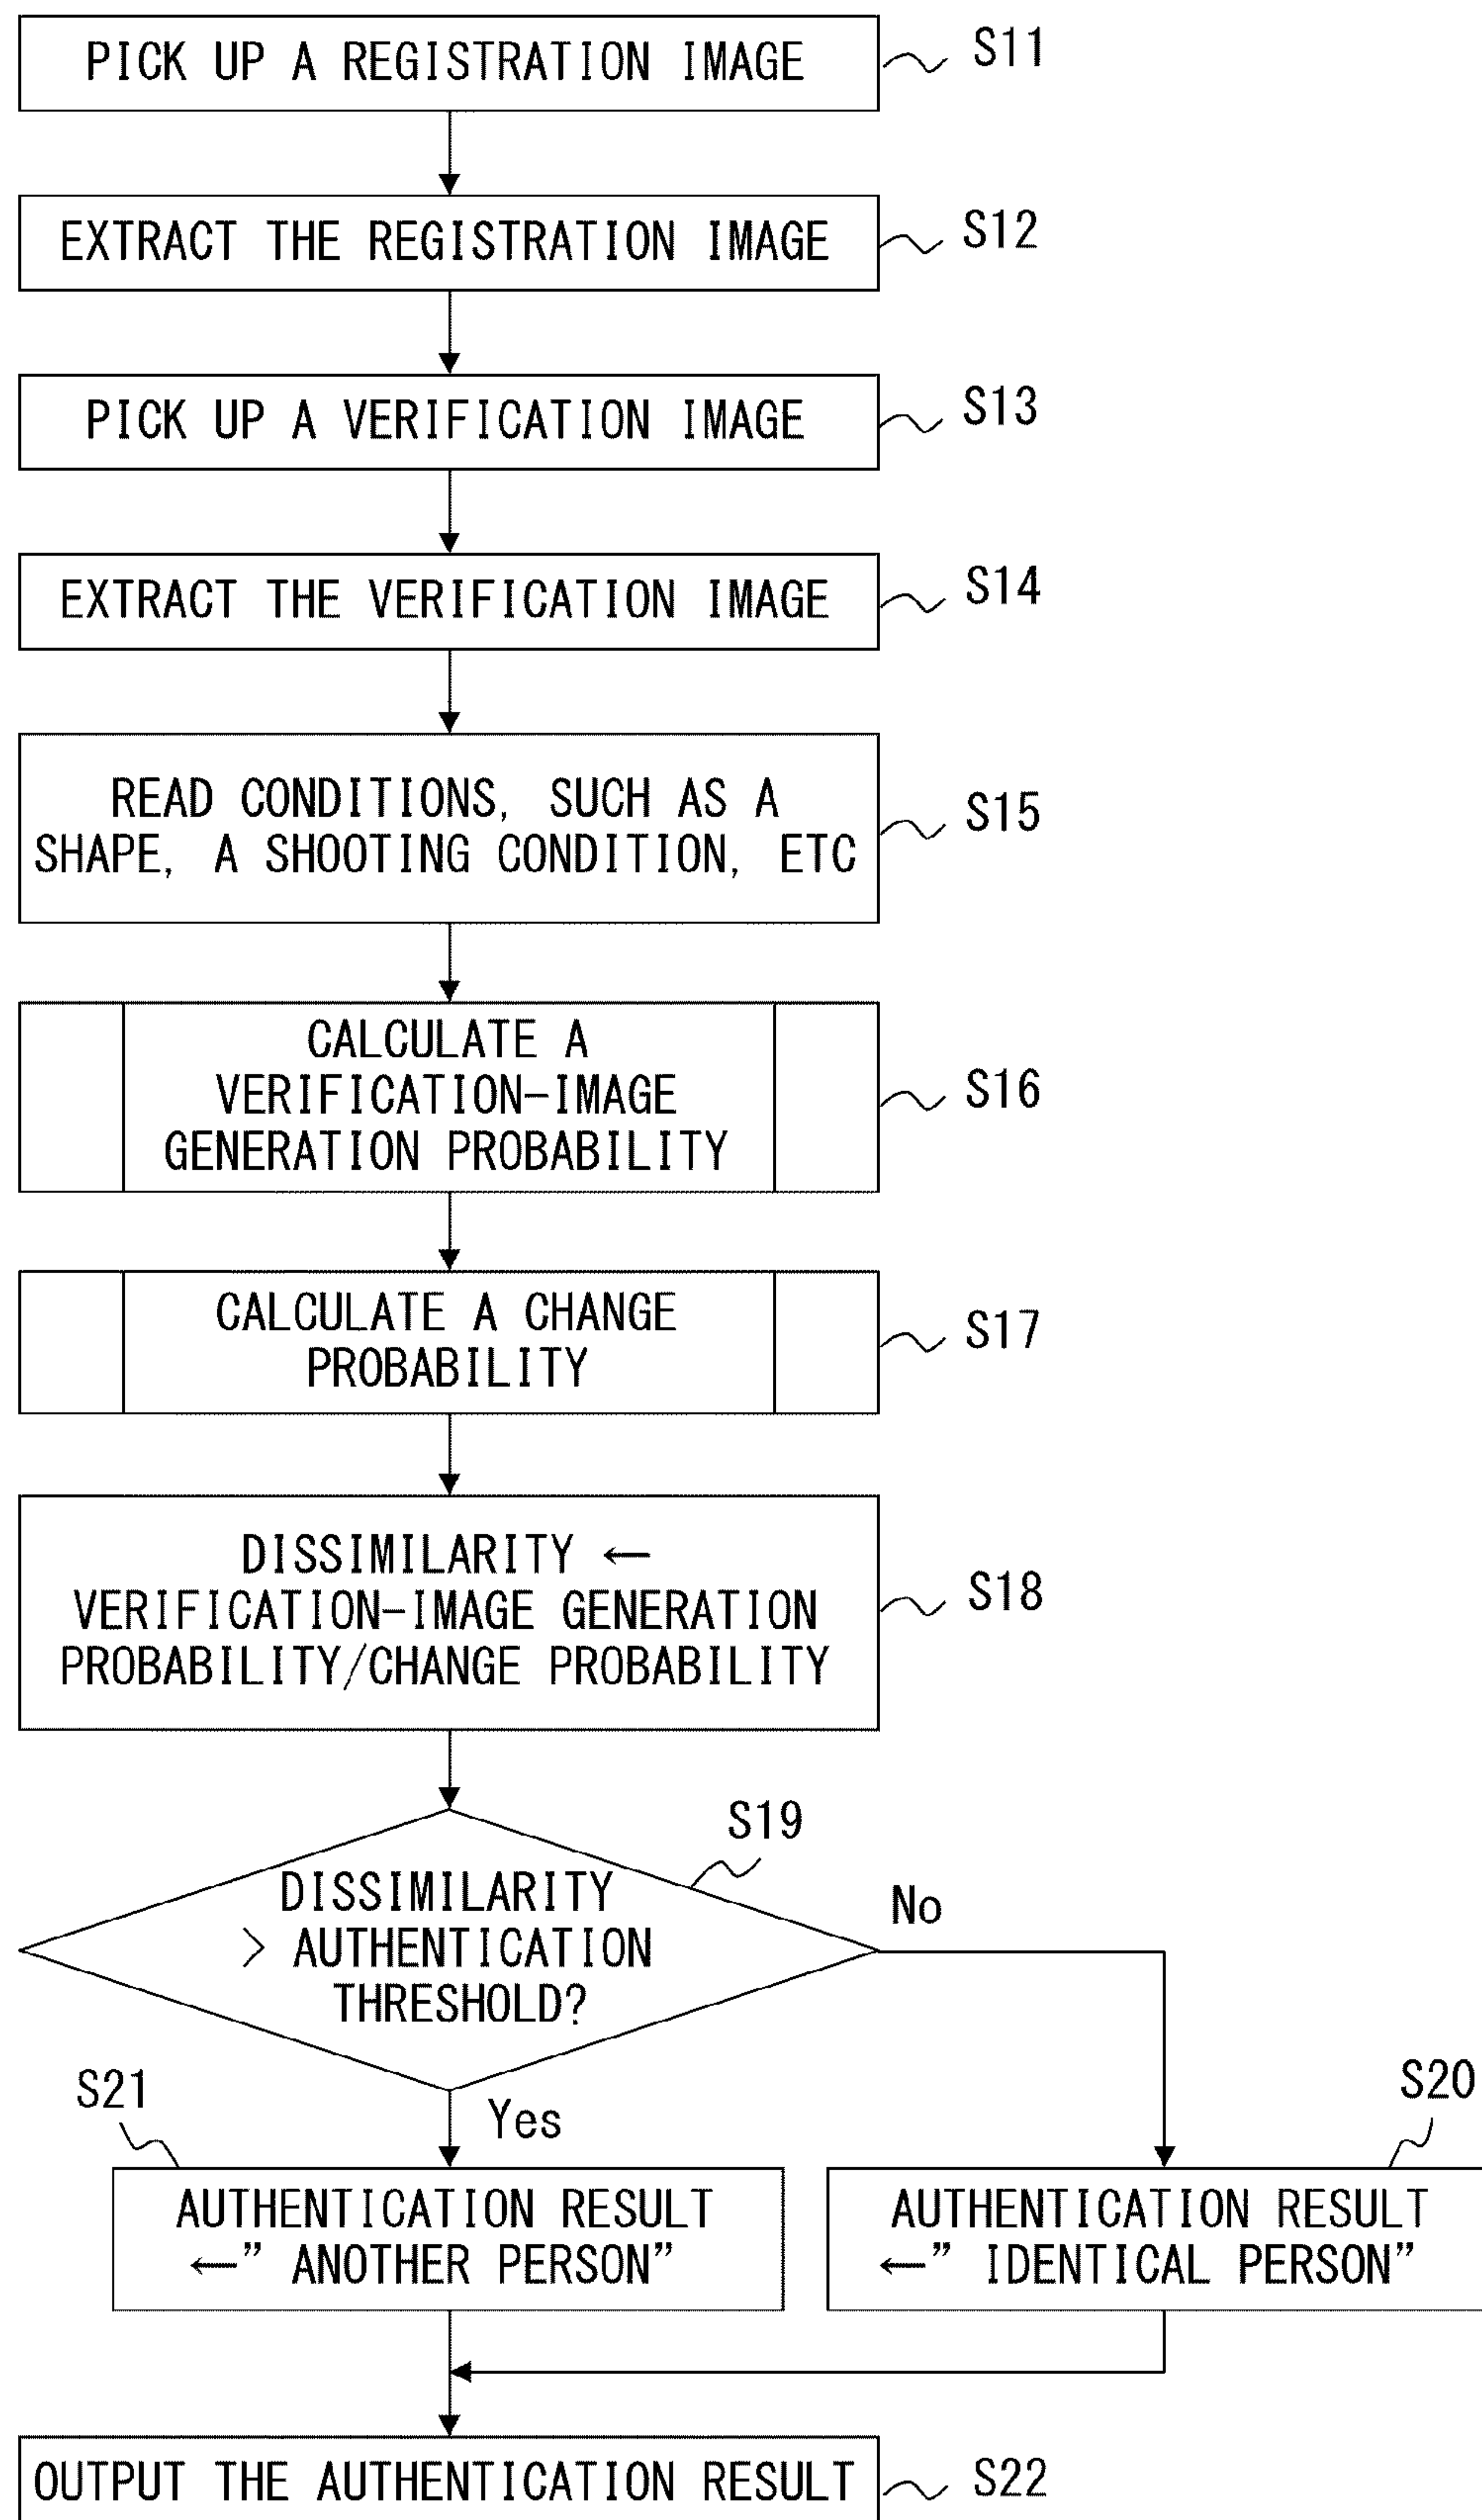 PICK UP A REGISTRATION IMAGE
S11
EXTRACT THE REGISTRATION IMAGE
S12
PICK UP A VERIFICATION IMAGE
S13
EXTRACT THE VERIFICATION IMAGE
S14
READ CONDITIONS, SUCH AS A
SHAPE, A SHOOTING CONDITION, ETC
S15
CALCULATE A
VERIFICATION-IMAGE
GENERATION PROBABILITY
S16
CALCULATE A CHANGE
PROBABILITY
S17
DISSIMILARITY ←
VERIFICATION-IMAGE GENERATION
PROBABILITY/CHANGE PROBABILITY
S18
S19
DISSIMILARITY
> AUTHENTICATION
THRESHOLD?
No
Yes
S21
AUTHENTICATION RESULT
←” ANOTHER PERSON”
S20
AUTHENTICATION RESULT
←” IDENTICAL PERSON”
OUTPUT THE AUTHENTICATION RESULT
S22